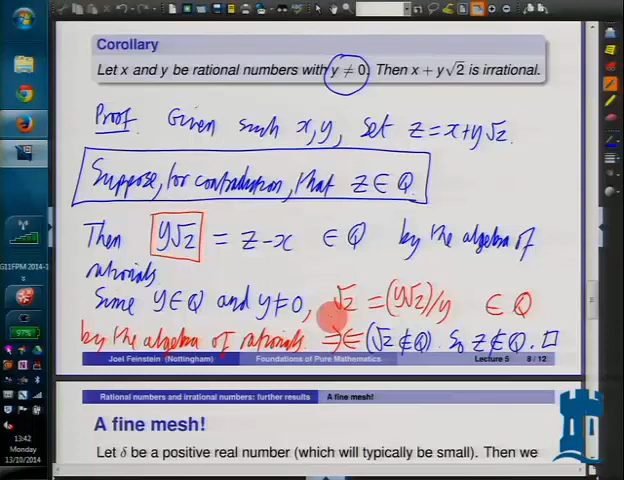 Corollary
Let x and y be rational numbers with y ≠ 0. Then x + y√2 is irrational.
Proof. Given such x, y, set z = x + y√2.
Suppose, for contradiction, that z ∈ Q.
Then y√2 = z - x ∈ Q by the algebra of
rationals
Since y ∈ Q and y ≠ 0, √2 = (y√2)/y ∈ Q
by the algebra of rationals ⇒⇐ (√2 ∉ Q). So z ∉ Q. □
Joel Feinstein (Nottingham) Foundations of Pure Mathematics Lecture 5 8 / 12
Rational numbers and irrational numbers: further results A fine mesh!
A fine mesh!
Let δ be a positive real number (which will typically be small). Then we
G11FPM 2014-1
97%
13:42
Monday
13/10/2014